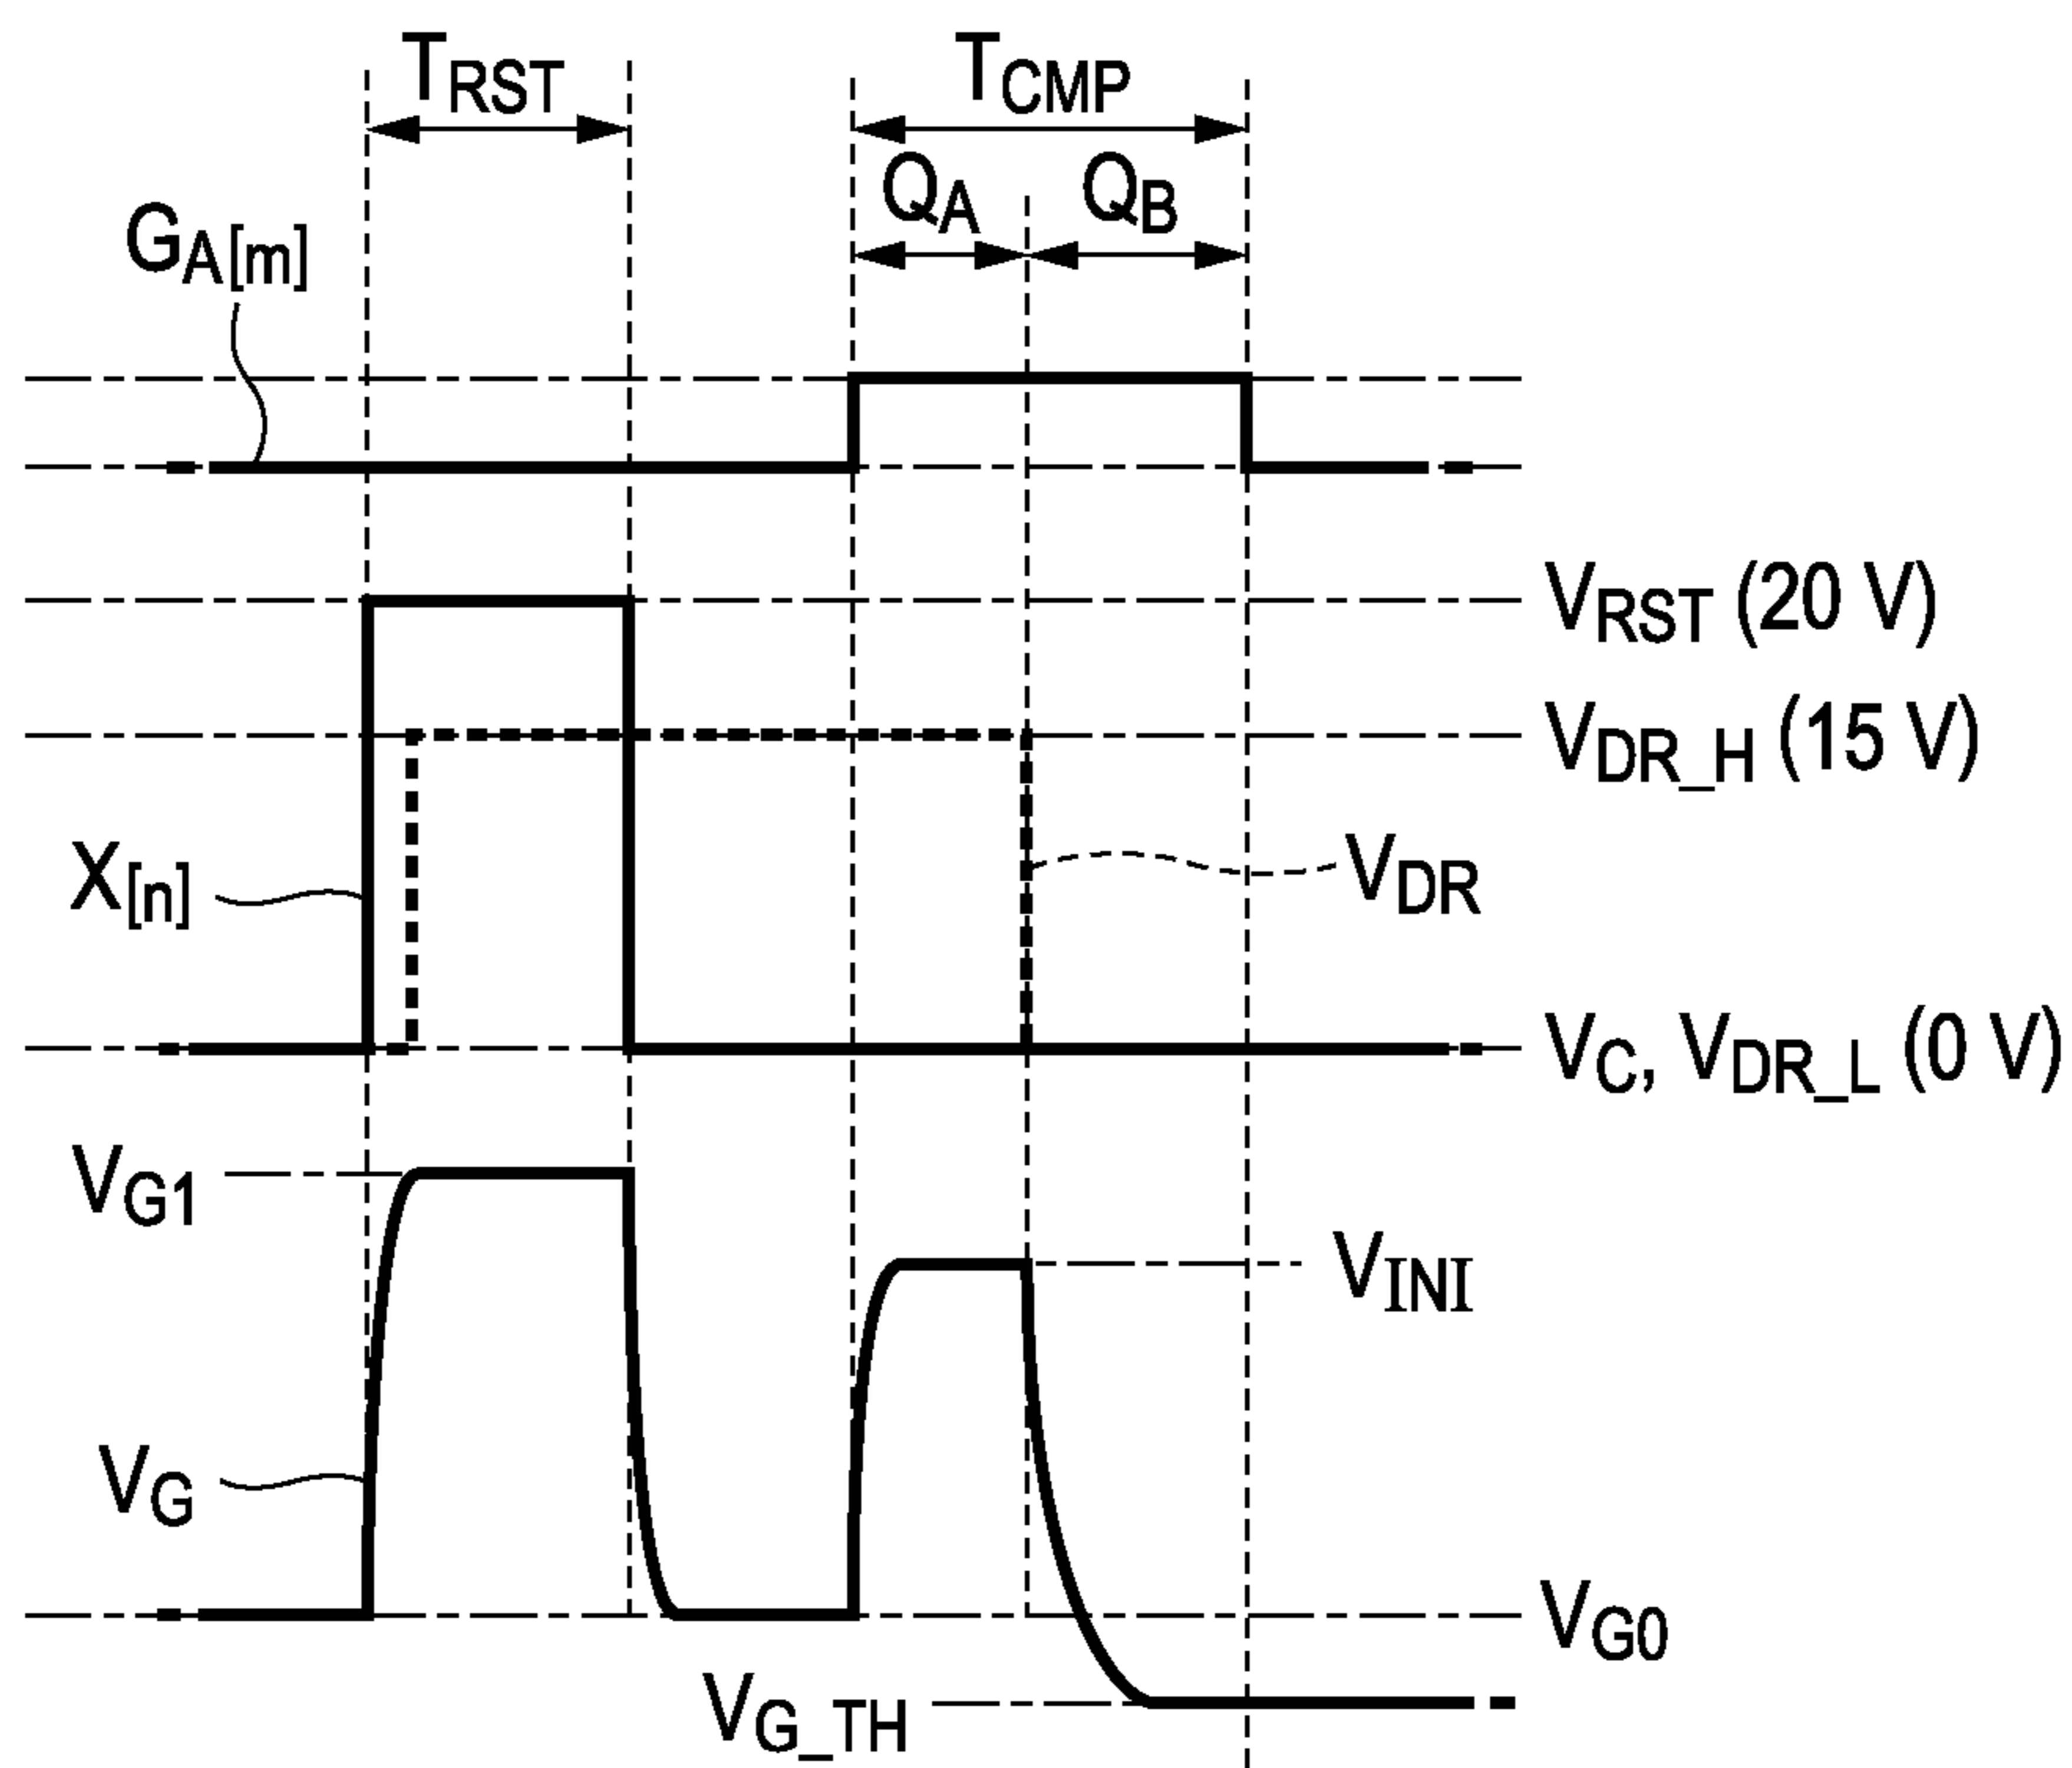 TRST
TCMP
QA
QB
GA[m]
VRST (20 V)
VDR_H (15 V)
X[n]
VDR
VC, VDR_L (0 V)
VG1
VINI
VG
VG0
VG_TH